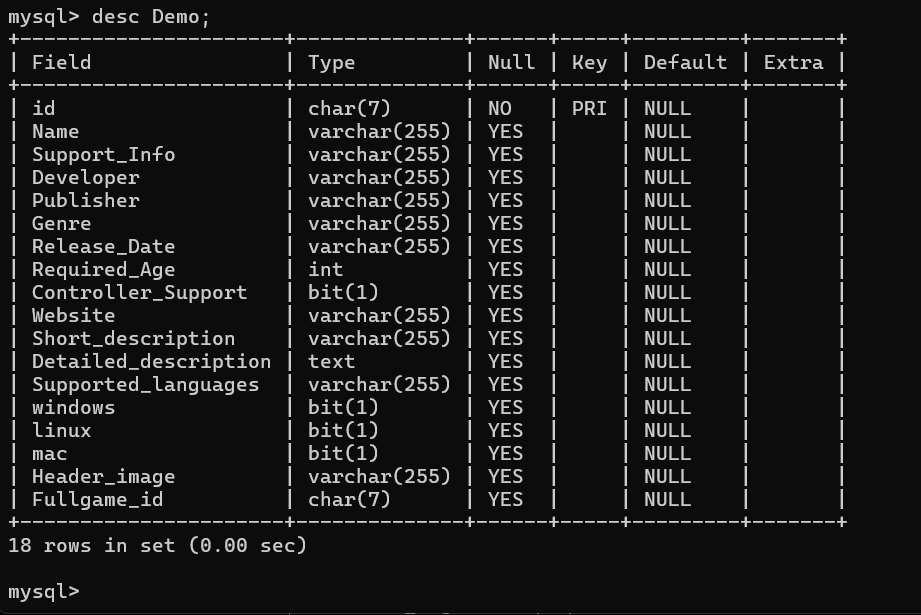 mysql> desc Demo;
+----------------------+--------------+------+-----+---------+-------+
| Field                | Type         | Null | Key | Default | Extra |
+----------------------+--------------+------+-----+---------+-------+
| id                   | char(7)      | NO   | PRI | NULL    |       |
| Name                 | varchar(255) | YES  |     | NULL    |       |
| Support_Info         | varchar(255) | YES  |     | NULL    |       |
| Developer            | varchar(255) | YES  |     | NULL    |       |
| Publisher            | varchar(255) | YES  |     | NULL    |       |
| Genre                | varchar(255) | YES  |     | NULL    |       |
| Release_Date         | varchar(255) | YES  |     | NULL    |       |
| Required_Age         | int          | YES  |     | NULL    |       |
| Controller_Support   | bit(1)       | YES  |     | NULL    |       |
| Website              | varchar(255) | YES  |     | NULL    |       |
| Short_description    | varchar(255) | YES  |     | NULL    |       |
| Detailed_description | text         | YES  |     | NULL    |       |
| Supported_languages  | varchar(255) | YES  |     | NULL    |       |
| windows              | bit(1)       | YES  |     | NULL    |       |
| linux                | bit(1)       | YES  |     | NULL    |       |
| mac                  | bit(1)       | YES  |     | NULL    |       |
| Header_image         | varchar(255) | YES  |     | NULL    |       |
| Fullgame_id          | char(7)      | YES  |     | NULL    |       |
+----------------------+--------------+------+-----+---------+-------+
18 rows in set (0.00 sec)
mysql>